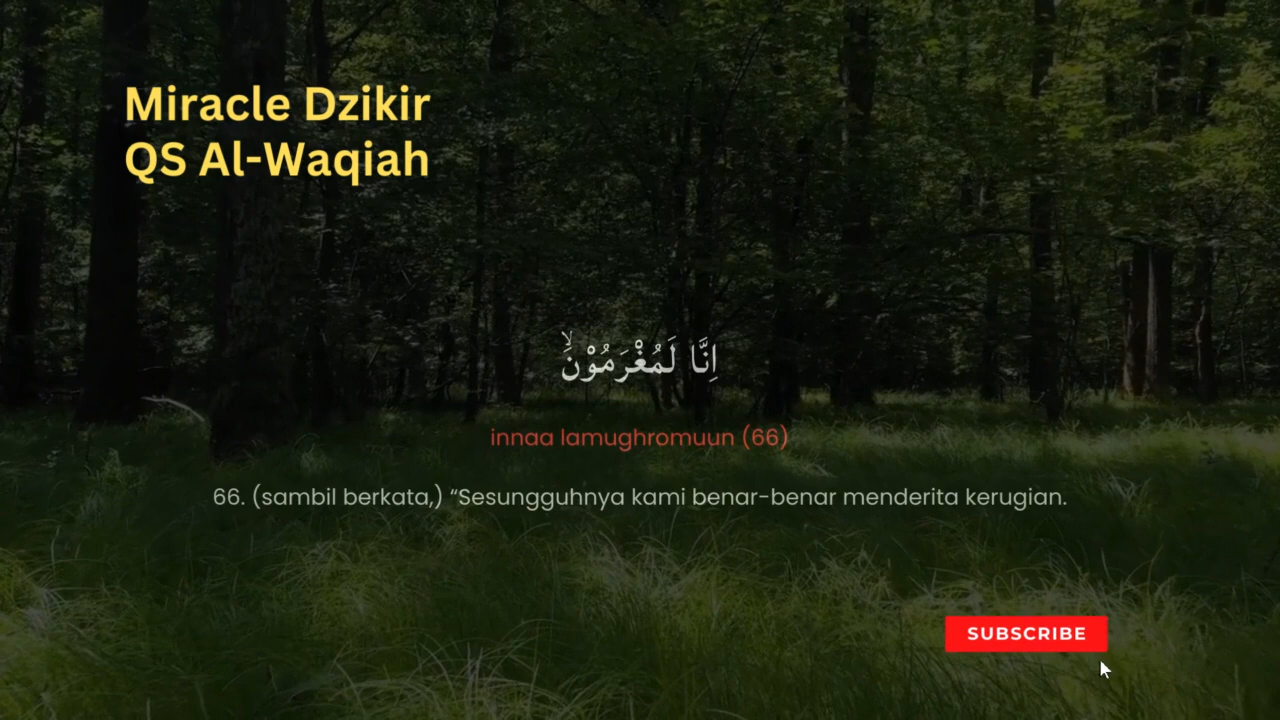 Miracle Dzikir
QS Al-Waqiah
اِنَّا لَمُغْرَمُوْنَۙ
innaa lamughromuun (66)
66. (sambil berkata,) “Sesungguhnya kami benar-benar menderita kerugian.
SUBSCRIBE